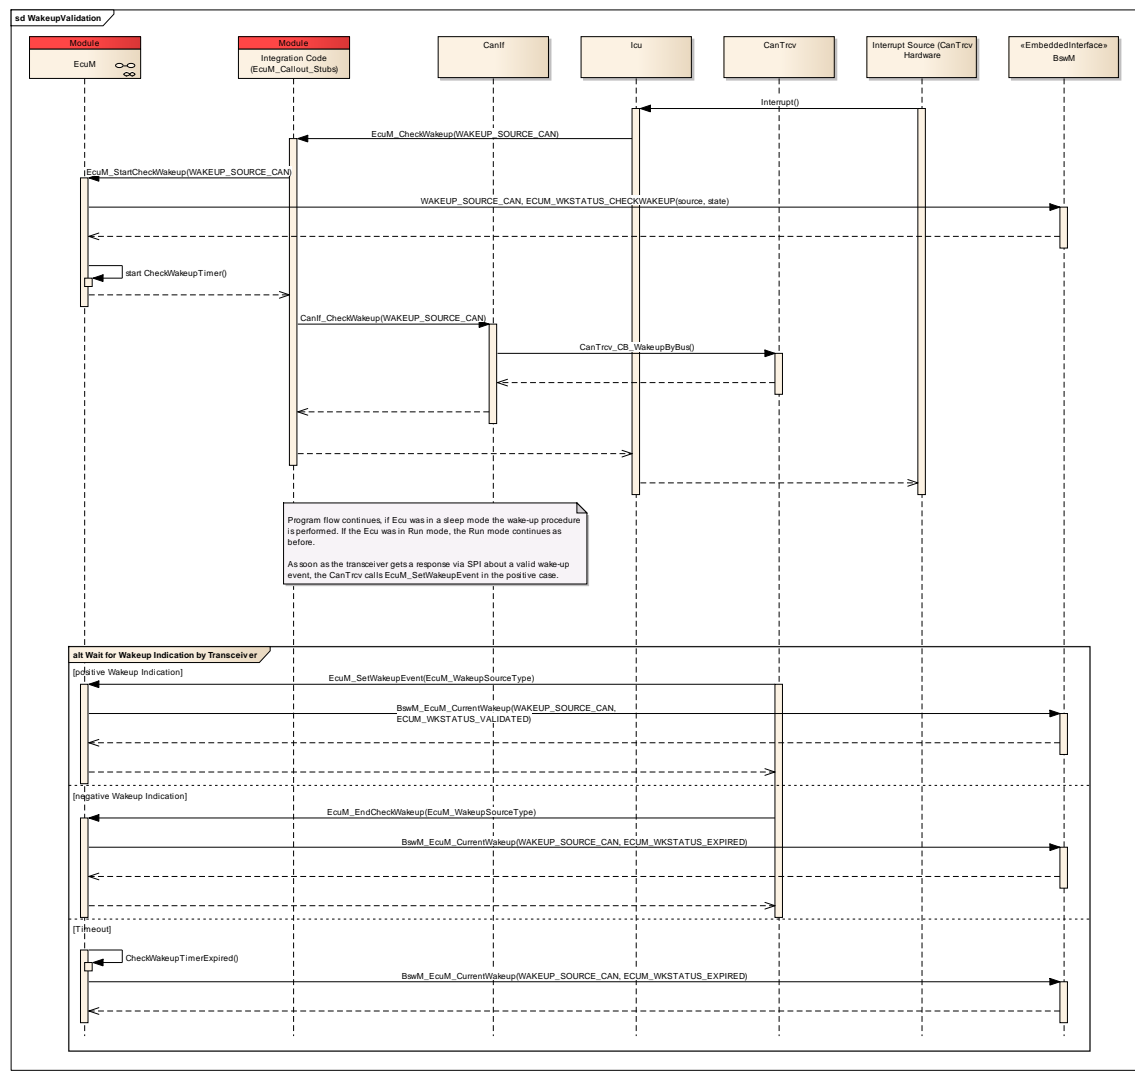 sd WakeupValidation
Module
EcuM
Module
Integration Code
(EcuM_Callout_Stubs)
CanIf
Icu
CanTrcv
Interrupt Source (CanTrcv
Hardware
«EmbeddedInterface»
BswM
Interrupt()
EcuM_CheckWakeup(WAKEUP_SOURCE_CAN)
EcuM_StartCheckWakeup(WAKEUP_SOURCE_CAN)
WAKEUP_SOURCE_CAN, ECUM_WKSTATUS_CHECKWAKEUP(source, state)
start CheckWakeupTimer()
CanIf_CheckWakeup(WAKEUP_SOURCE_CAN)
CanTrcv_CB_WakeupByBus()
Program flow continues, if Ecu was in a sleep mode the wake-up procedure
is performed. If the Ecu was in Run mode, the Run mode continues as
before.
As soon as the transceiver gets a response via SPI about a valid wake-up
event, the CanTrcv calls EcuM_SetWakeupEvent in the positive case.
alt Wait for Wakeup Indication by Transceiver
[positive Wakeup Indication]
EcuM_SetWakeupEvent(EcuM_WakeupSourceType)
BswM_EcuM_CurrentWakeup(WAKEUP_SOURCE_CAN,
ECUM_WKSTATUS_VALIDATED)
[negative Wakeup Indication]
EcuM_EndCheckWakeup(EcuM_WakeupSourceType)
BswM_EcuM_CurrentWakeup(WAKEUP_SOURCE_CAN, ECUM_WKSTATUS_EXPIRED)
[Timeout]
CheckWakeupTimerExpired()
BswM_EcuM_CurrentWakeup(WAKEUP_SOURCE_CAN, ECUM_WKSTATUS_EXPIRED)